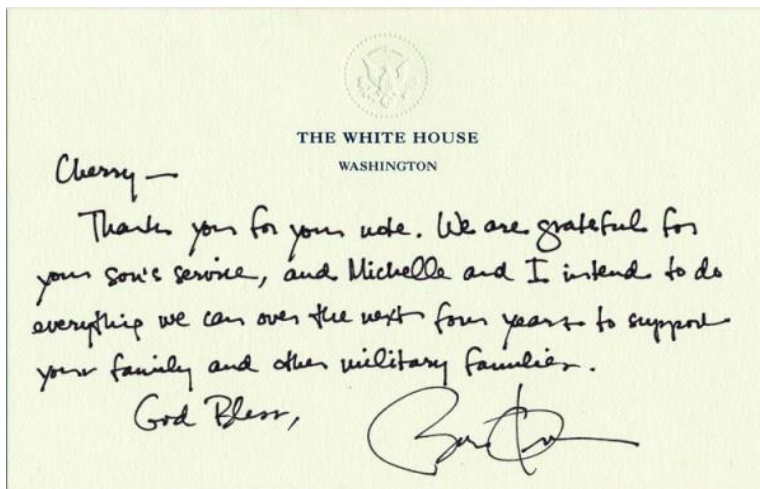 THE WHITE HOUSE
WASHINGTON
Cherry —
Thank you for your note. We are grateful for
your son's service, and Michelle and I intend to do
everything we can over the next four years to support
your family and other military families.
God Bless,